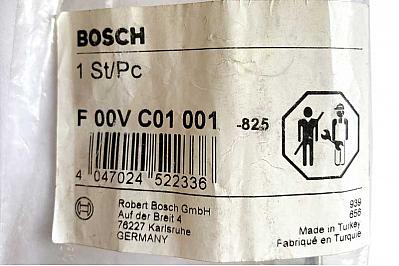 BOSCH
1 St/Pc
F 00V C01 001 -825
4 047024 522336
Robert Bosch GmbH
Auf der Breit 4
76227 Karlsruhe
GERMANY
939
656
Made in Turkey
Fabriqué en Turquie